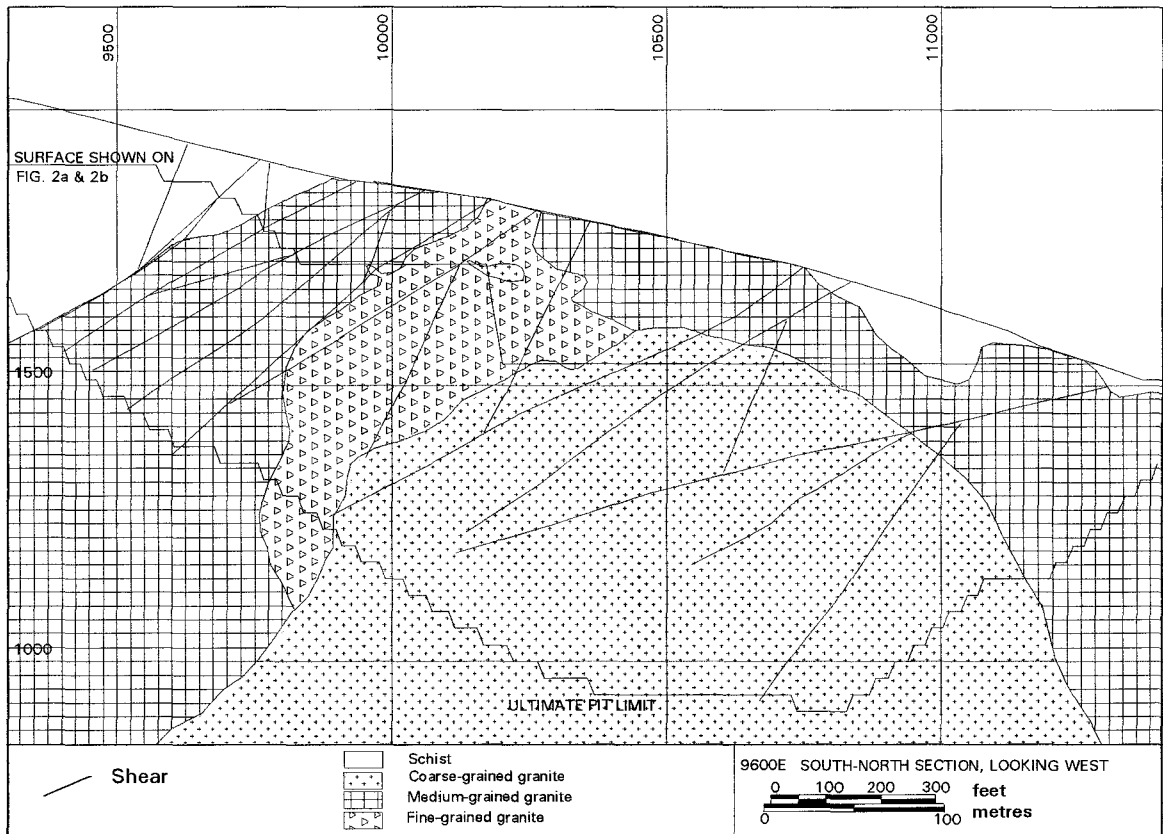 9500
10000
10500
11000
SURFACE SHOWN ON
FIG. 2a & 2b
1500
1000
ULTIMATE PIT LIMIT
Shear
Schist
Coarse-grained granite
Medium-grained granite
Fine-grained granite
9600E SOUTH-NORTH SECTION, LOOKING WEST
0 100 200 300 feet
0 100 metres